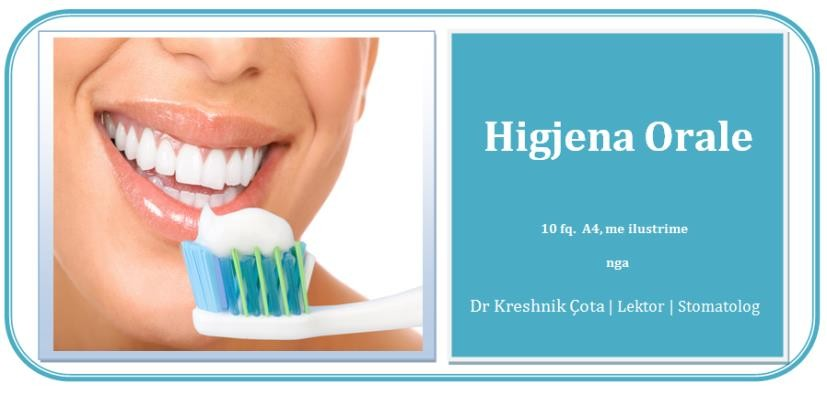 Higjena Orale
10 fq. A4, me ilustrime
nga
Dr Kreshnik Çota | Lektor | Stomatolog